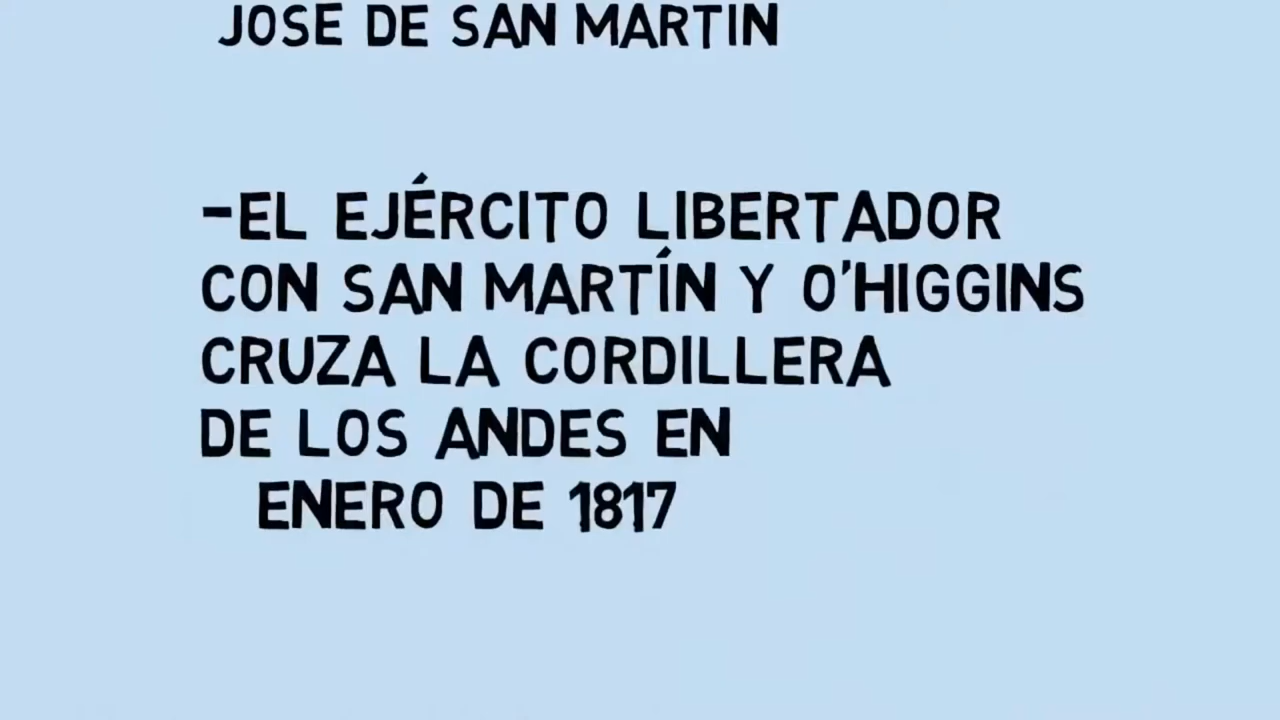 JOSE DE SAN MARTIN
-EL EJÉRCITO LIBERTADOR
CON SAN MARTÍN Y O'HIGGINS
CRUZA LA CORDILLERA
DE LOS ANDES EN
ENERO DE 1817